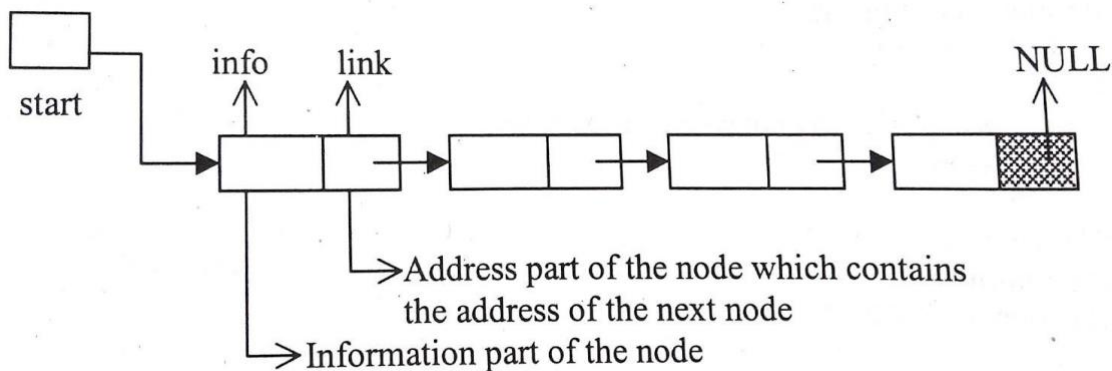 NULL
info link
start
Address part of the node which contains
the address of the next node
Information part of the node